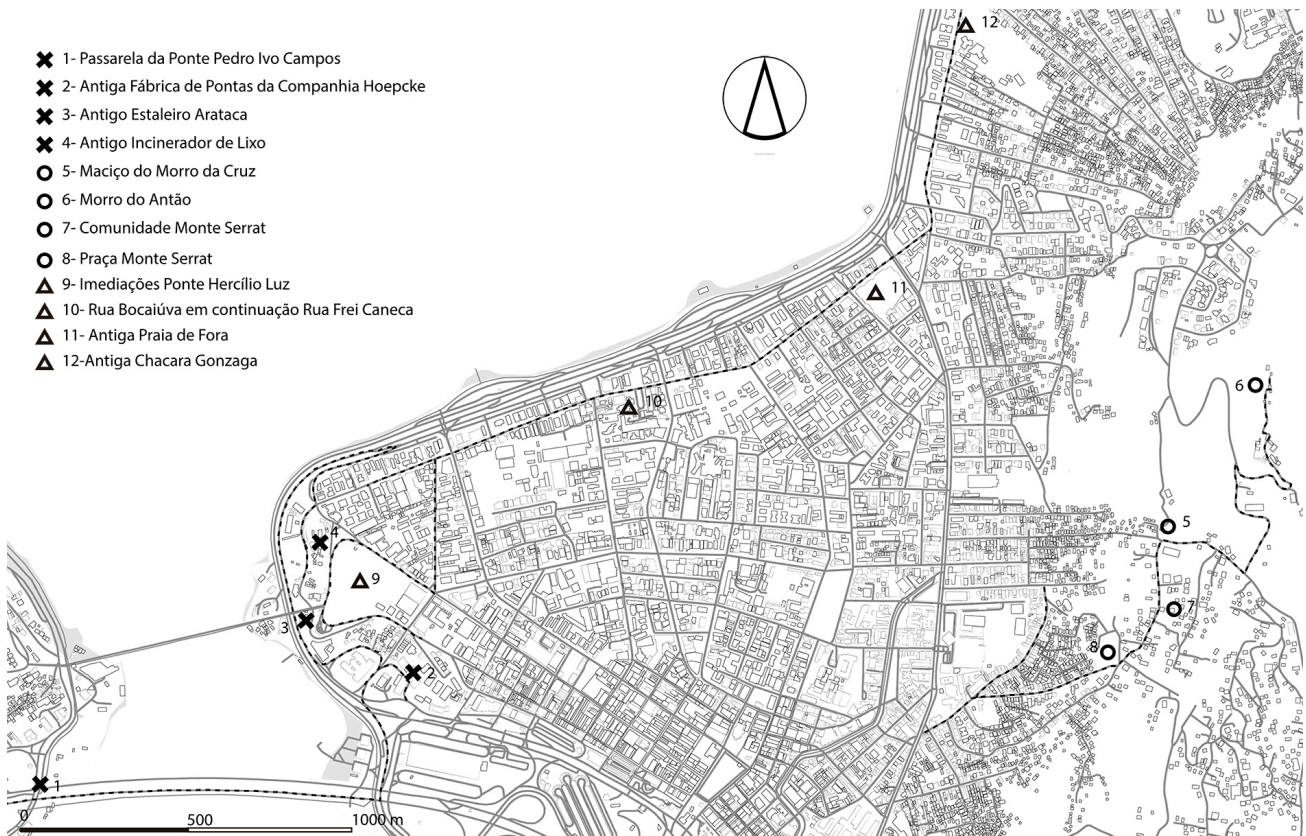 1- Passarela da Ponte Pedro Ivo Campos
2- Antiga Fábrica de Pontas da Companhia Hoepcke
3- Antigo Estaleiro Arataca
4- Antigo Incinerador de Lixo
5- Maciço do Morro da Cruz
6- Morro do Antão
7- Comunidade Monte Serrat
8- Praça Monte Serrat
9- Imediações Ponte Hercílio Luz
10- Rua Bocaiúva em continuação Rua Frei Caneca
11- Antiga Praia de Fora
12-Antiga Chacara Gonzaga
12
11
10
6
5
4
9
7
3
8
2
1
0 500 1000 m